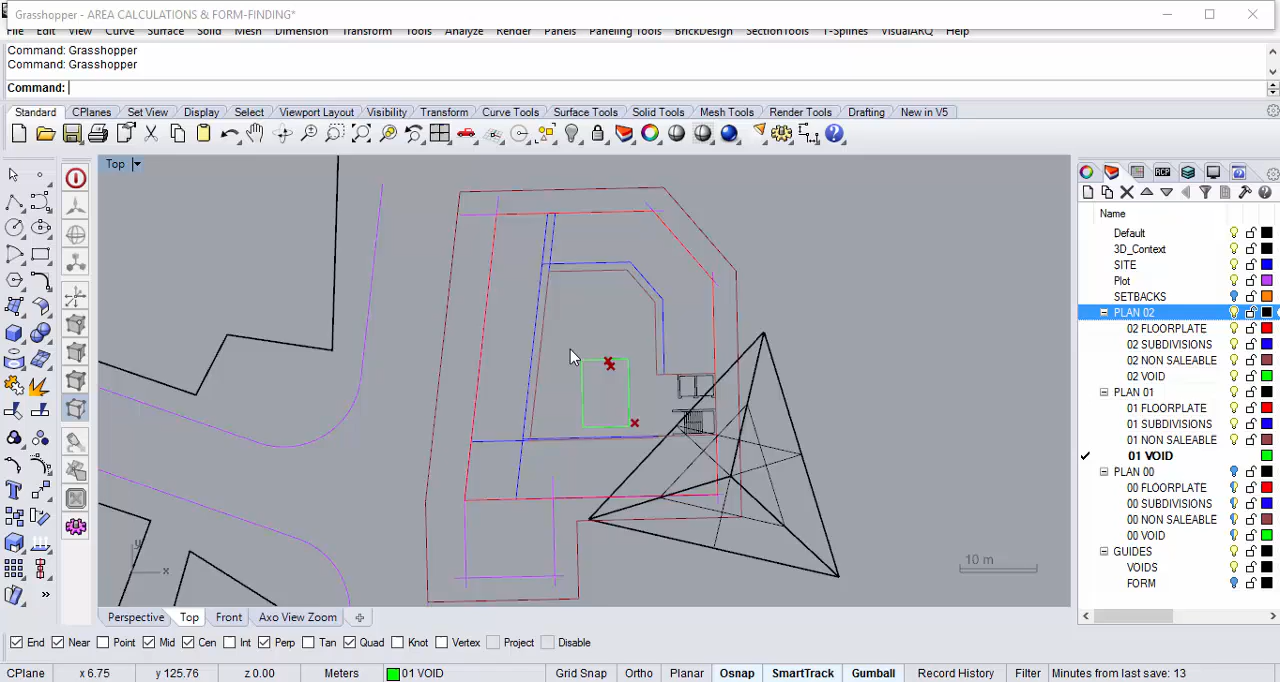 Grasshopper - AREA CALCULATIONS & FORM-FINDING*
File Edit View Curve Surface Solid Mesh Dimension Transform Tools Analyze Render Panels Paneling Tools BrickDesign SectionTools T-Splines VisualARQ Help
Command: Grasshopper
Command: Grasshopper
Command:
Standard CPlanes Set View Display Select Viewport Layout Visibility Transform Curve Tools Surface Tools Solid Tools Mesh Tools Render Tools Drafting New in V5
Top
Name
Default
3D_Context
SITE
Plot
SETBACKS
PLAN 02
02 FLOORPLATE
02 SUBDIVISIONS
02 NON SALEABLE
02 VOID
PLAN 01
01 FLOORPLATE
01 SUBDIVISIONS
01 NON SALEABLE
01 VOID
PLAN 00
00 FLOORPLATE
00 SUBDIVISIONS
00 NON SALEABLE
00 VOID
GUIDES
VOIDS
FORM
10 m
y
x
Perspective Top Front Axo View Zoom
End Near Point Mid Cen Int Perp Tan Quad Knot Vertex Project Disable
CPlane x 6.75 y 125.76 z 0.00 Meters 01 VOID Grid Snap Ortho Planar Osnap SmartTrack Gumball Record History Filter Minutes from last save: 13